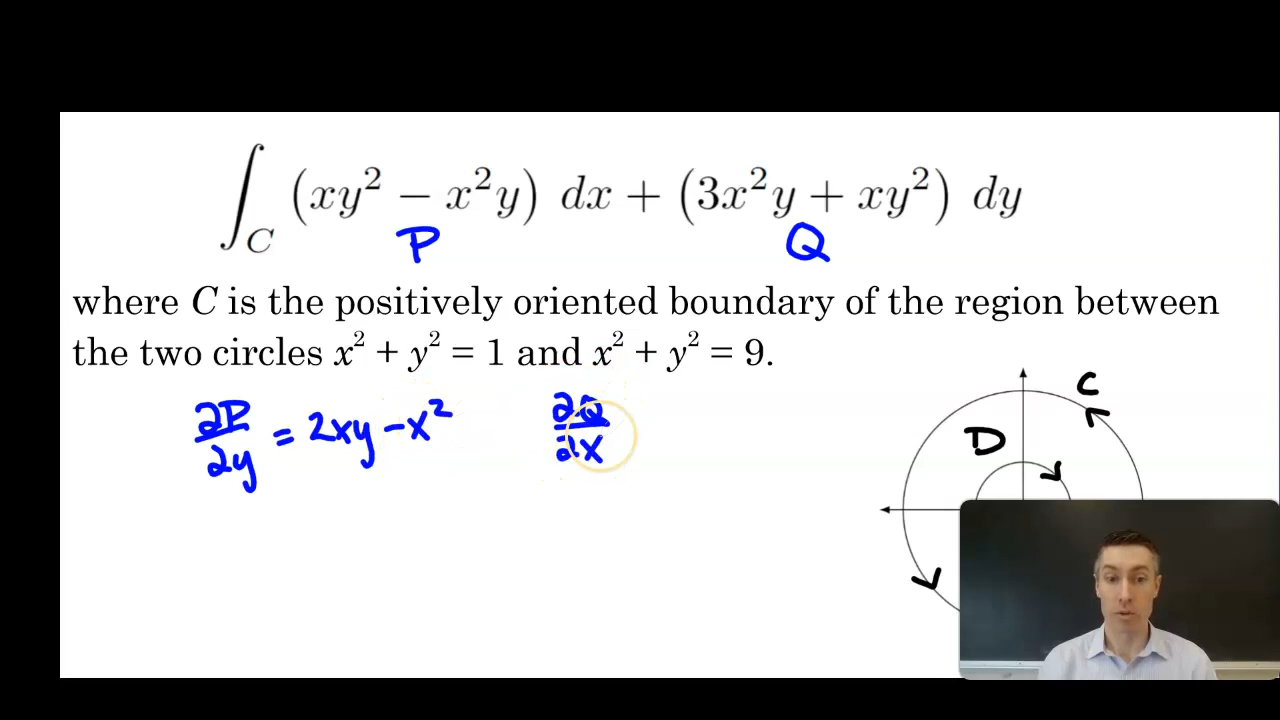 ∫_C (xy² − x²y) dx + (3x²y + xy²) dy
P Q
where C is the positively oriented boundary of the region between
the two circles x² + y² = 1 and x² + y² = 9.
∂P/∂y = 2xy − x² ∂Q/∂x
C
D